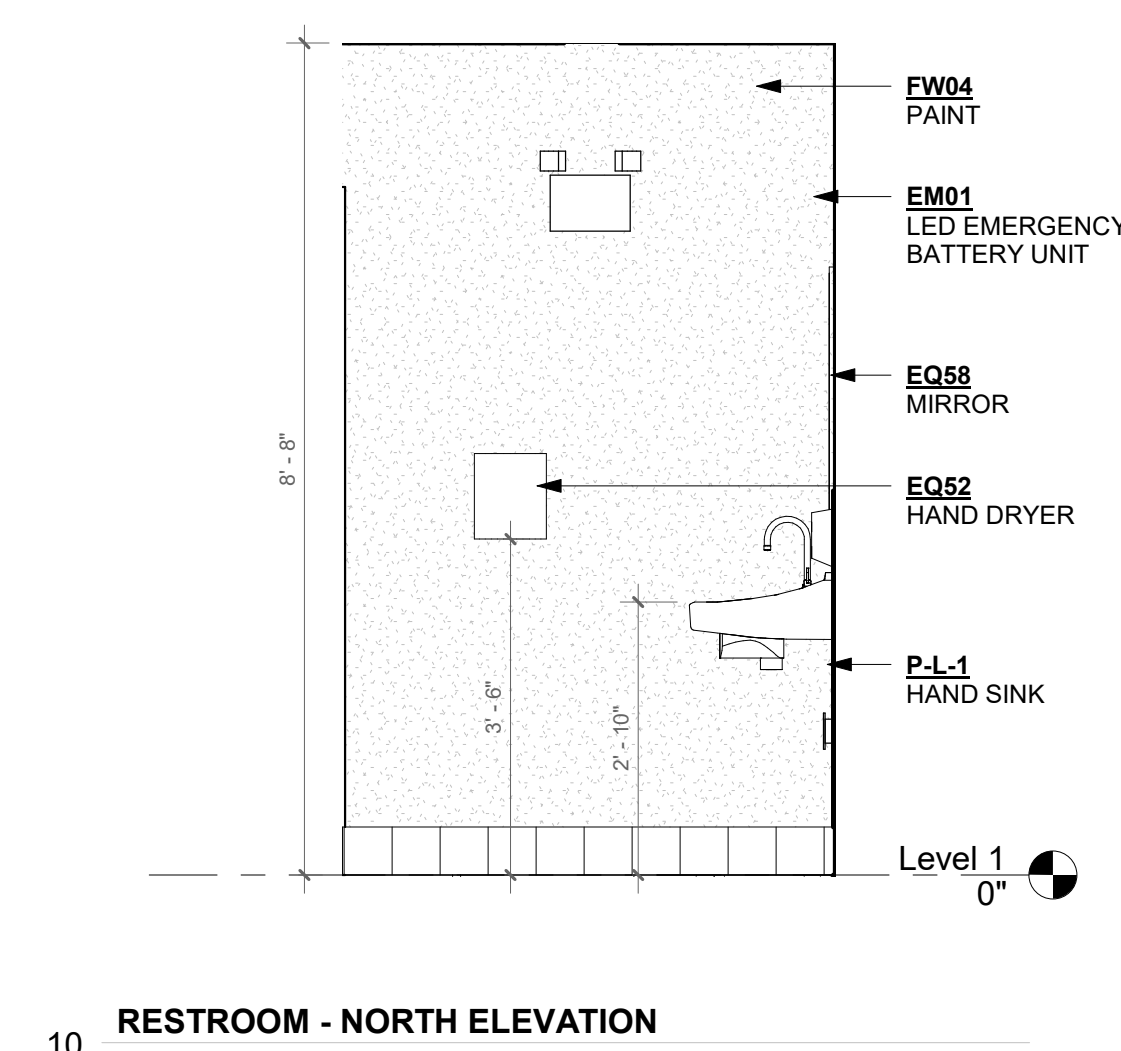 FW04
PAINT
EM01
LED EMERGENCY
BATTERY UNIT
EQ58
MIRROR
8' - 8"
EQ52
HAND DRYER
P-L-1
HAND SINK
3' - 6"
2' - 10"
Level 1
0"
RESTROOM - NORTH ELEVATION
10